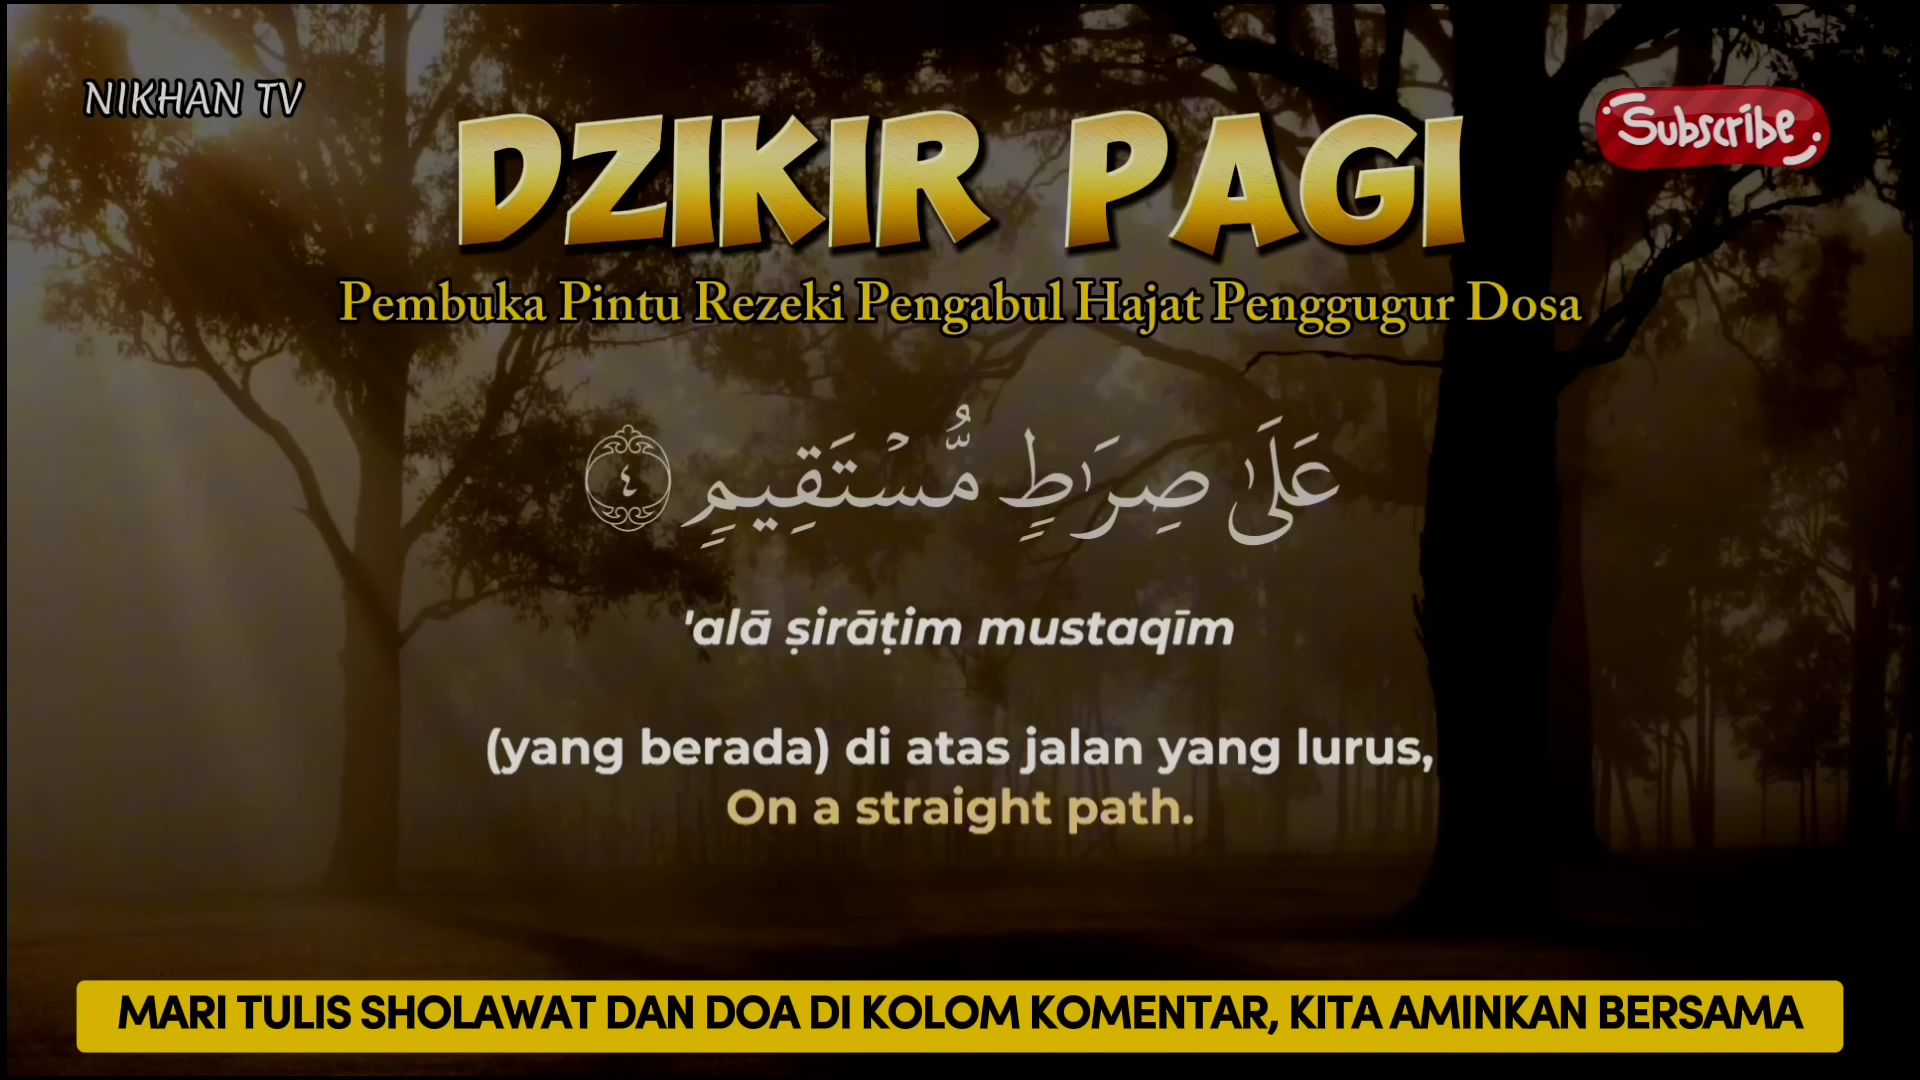 NIKHAN TV
Subscribe
DZIKIR PAGI
Pembuka Pintu Rezeki Pengabul Hajat Penggugur Dosa
عَلَىٰ صِرَٰطٍ مُّسْتَقِيمٍ ٤
'alā ṣirāṭim mustaqīm
(yang berada) di atas jalan yang lurus,
On a straight path.
MARI TULIS SHOLAWAT DAN DOA DI KOLOM KOMENTAR, KITA AMINKAN BERSAMA